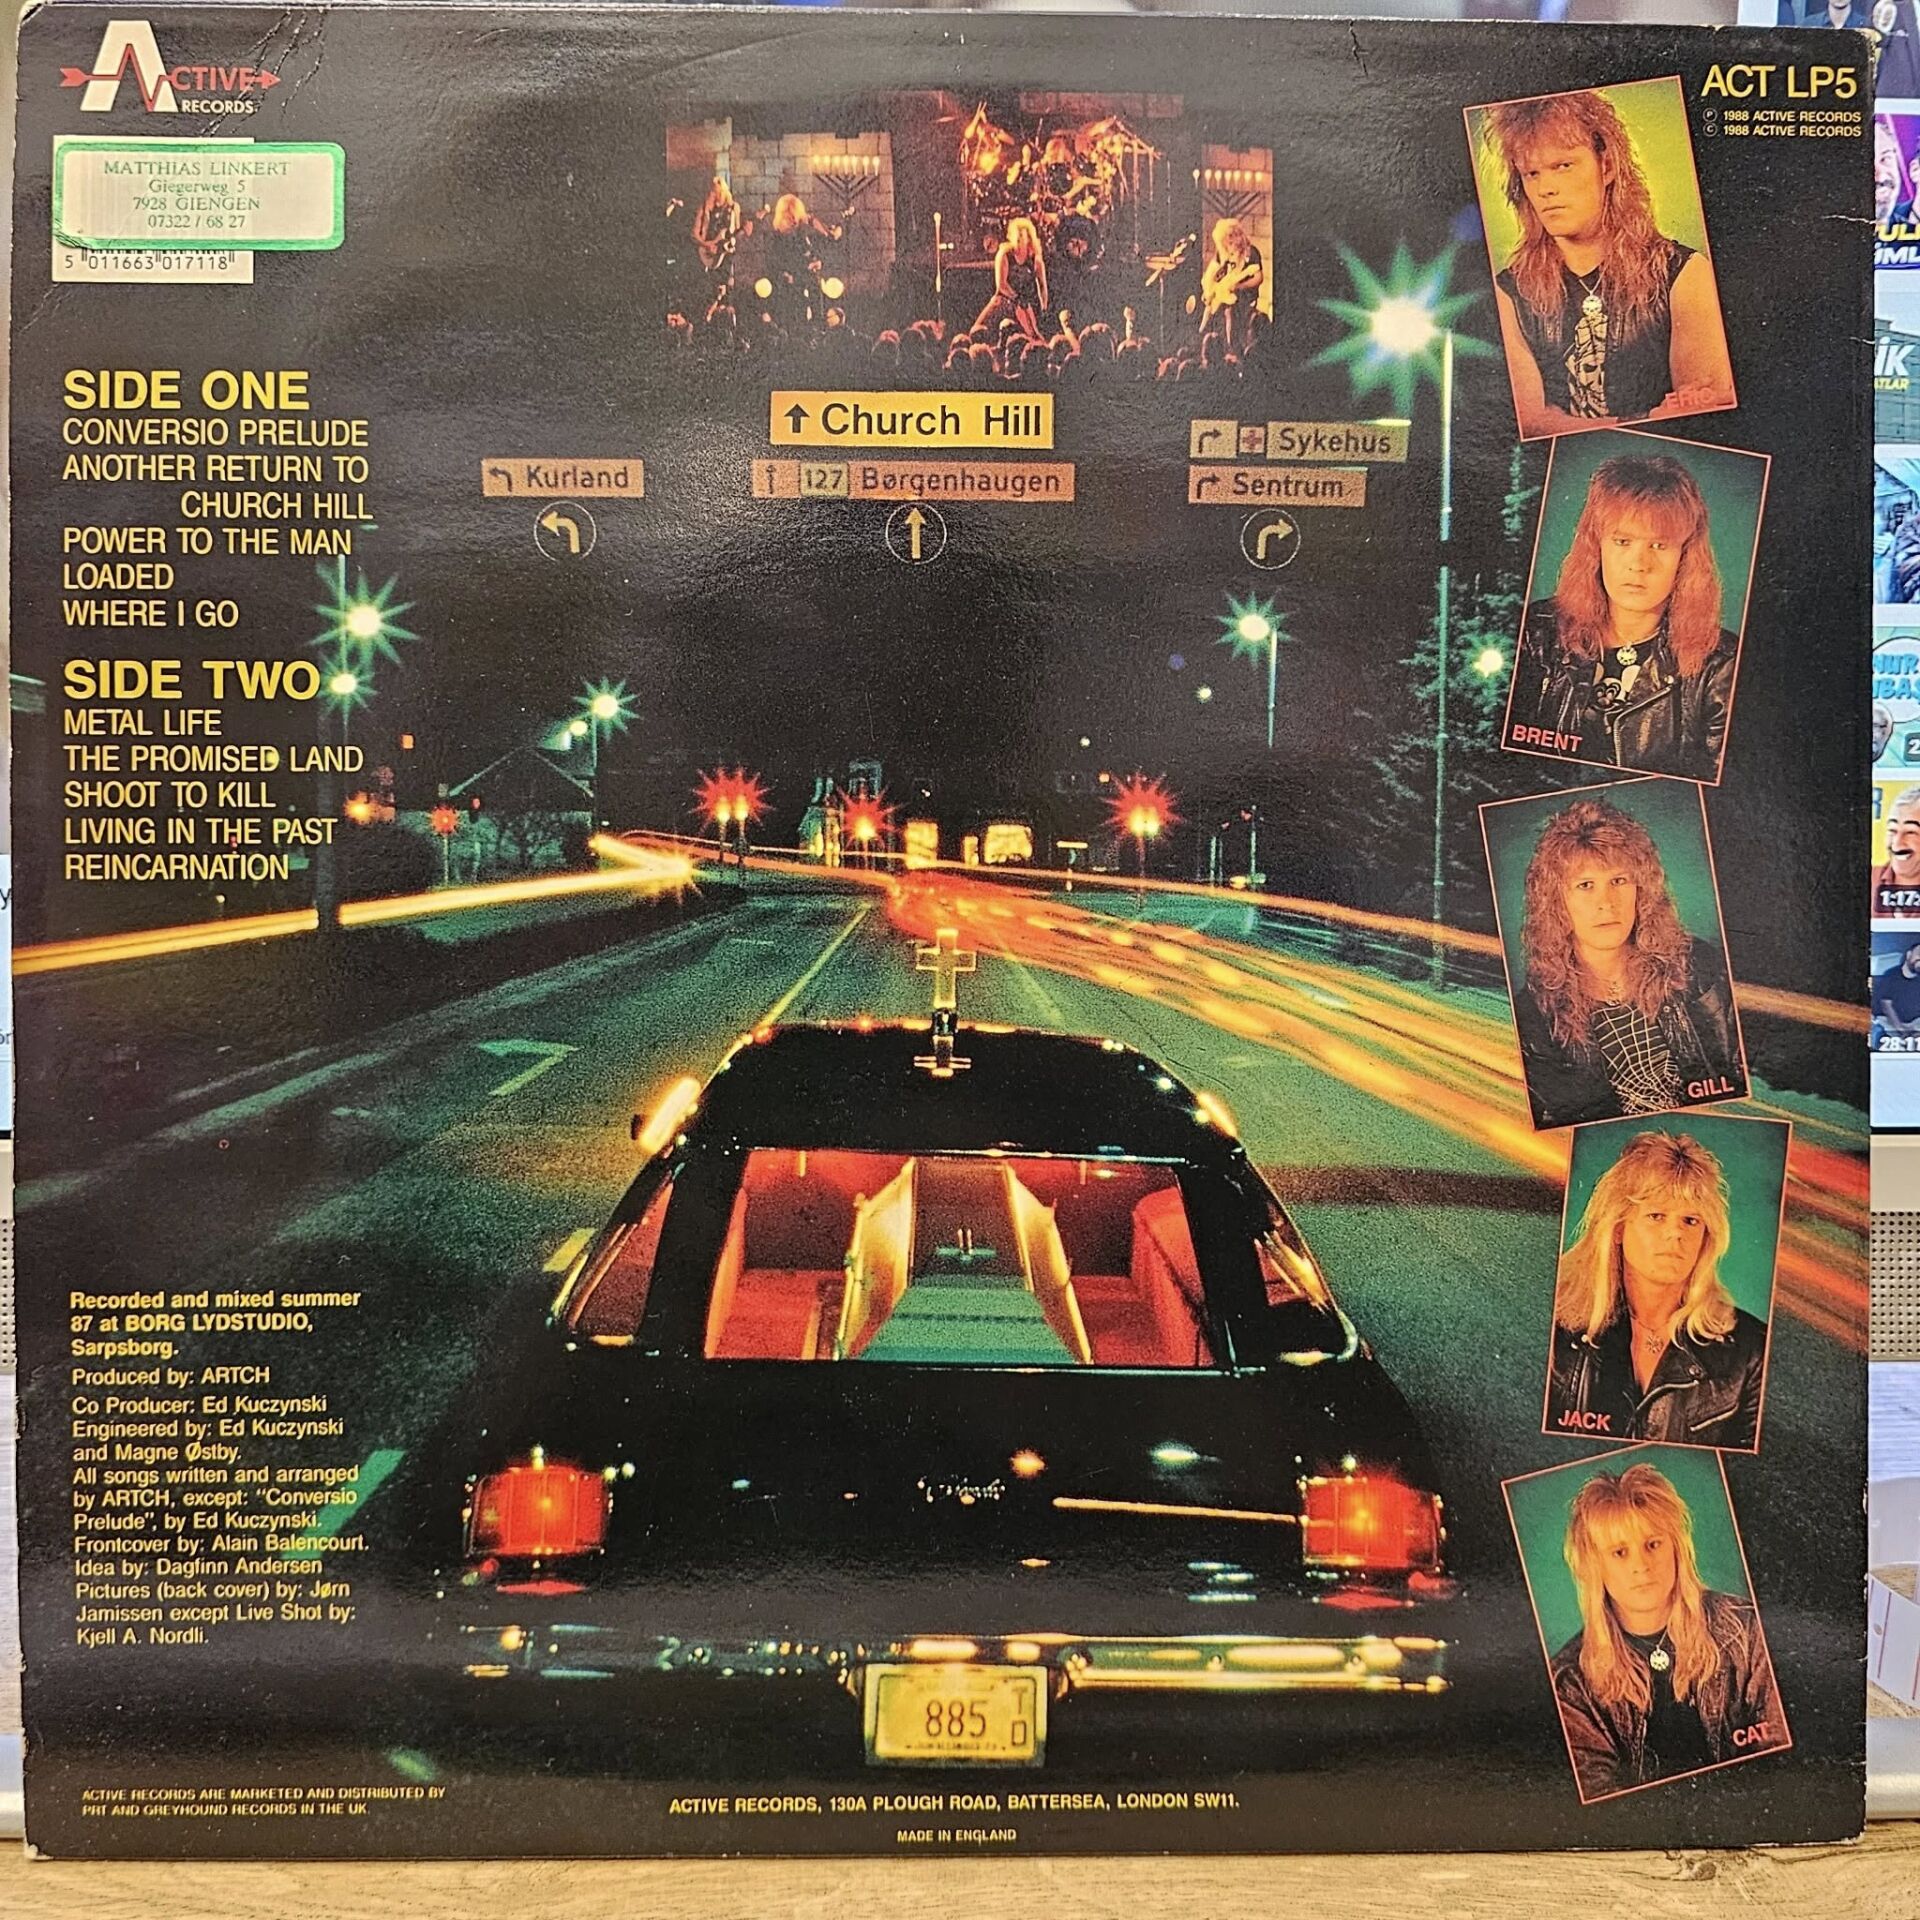 ACTIVE
RECORDS
MATTHIAS LINKERT
Giegerweg 5
7928 GIENGEN
07322 / 68 27
5 011663 017118
ACT LP5
Ⓟ 1988 ACTIVE RECORDS
© 1988 ACTIVE RECORDS
SIDE ONE
CONVERSIO PRELUDE
ANOTHER RETURN TO
CHURCH HILL
POWER TO THE MAN
LOADED
WHERE I GO
SIDE TWO
METAL LIFE
THE PROMISED LAND
SHOOT TO KILL
LIVING IN THE PAST
REINCARNATION
↑ Church Hill
Kurland
127 Børgenhaugen
Sykehus
Sentrum
ERIC
BRENT
GILL
JACK
CAT
Recorded and mixed summer
87 at BORG LYDSTUDIO,
Sarpsborg.
Produced by: ARTCH
Co Producer: Ed Kuczynski
Engineered by: Ed Kuczynski
and Magne Østby.
All songs written and arranged
by ARTCH, except: "Conversio
Prelude", by Ed Kuczynski.
Frontcover by: Alain Balencourt.
Idea by: Dagfinn Andersen
Pictures (back cover) by: Jørn
Jamissen except Live Shot by:
Kjell A. Nordli.
885 TD
ACTIVE RECORDS ARE MARKETED AND DISTRIBUTED BY
PRT AND GREYHOUND RECORDS IN THE UK.
ACTIVE RECORDS, 130A PLOUGH ROAD, BATTERSEA, LONDON SW11.
MADE IN ENGLAND
1:17:
28:11